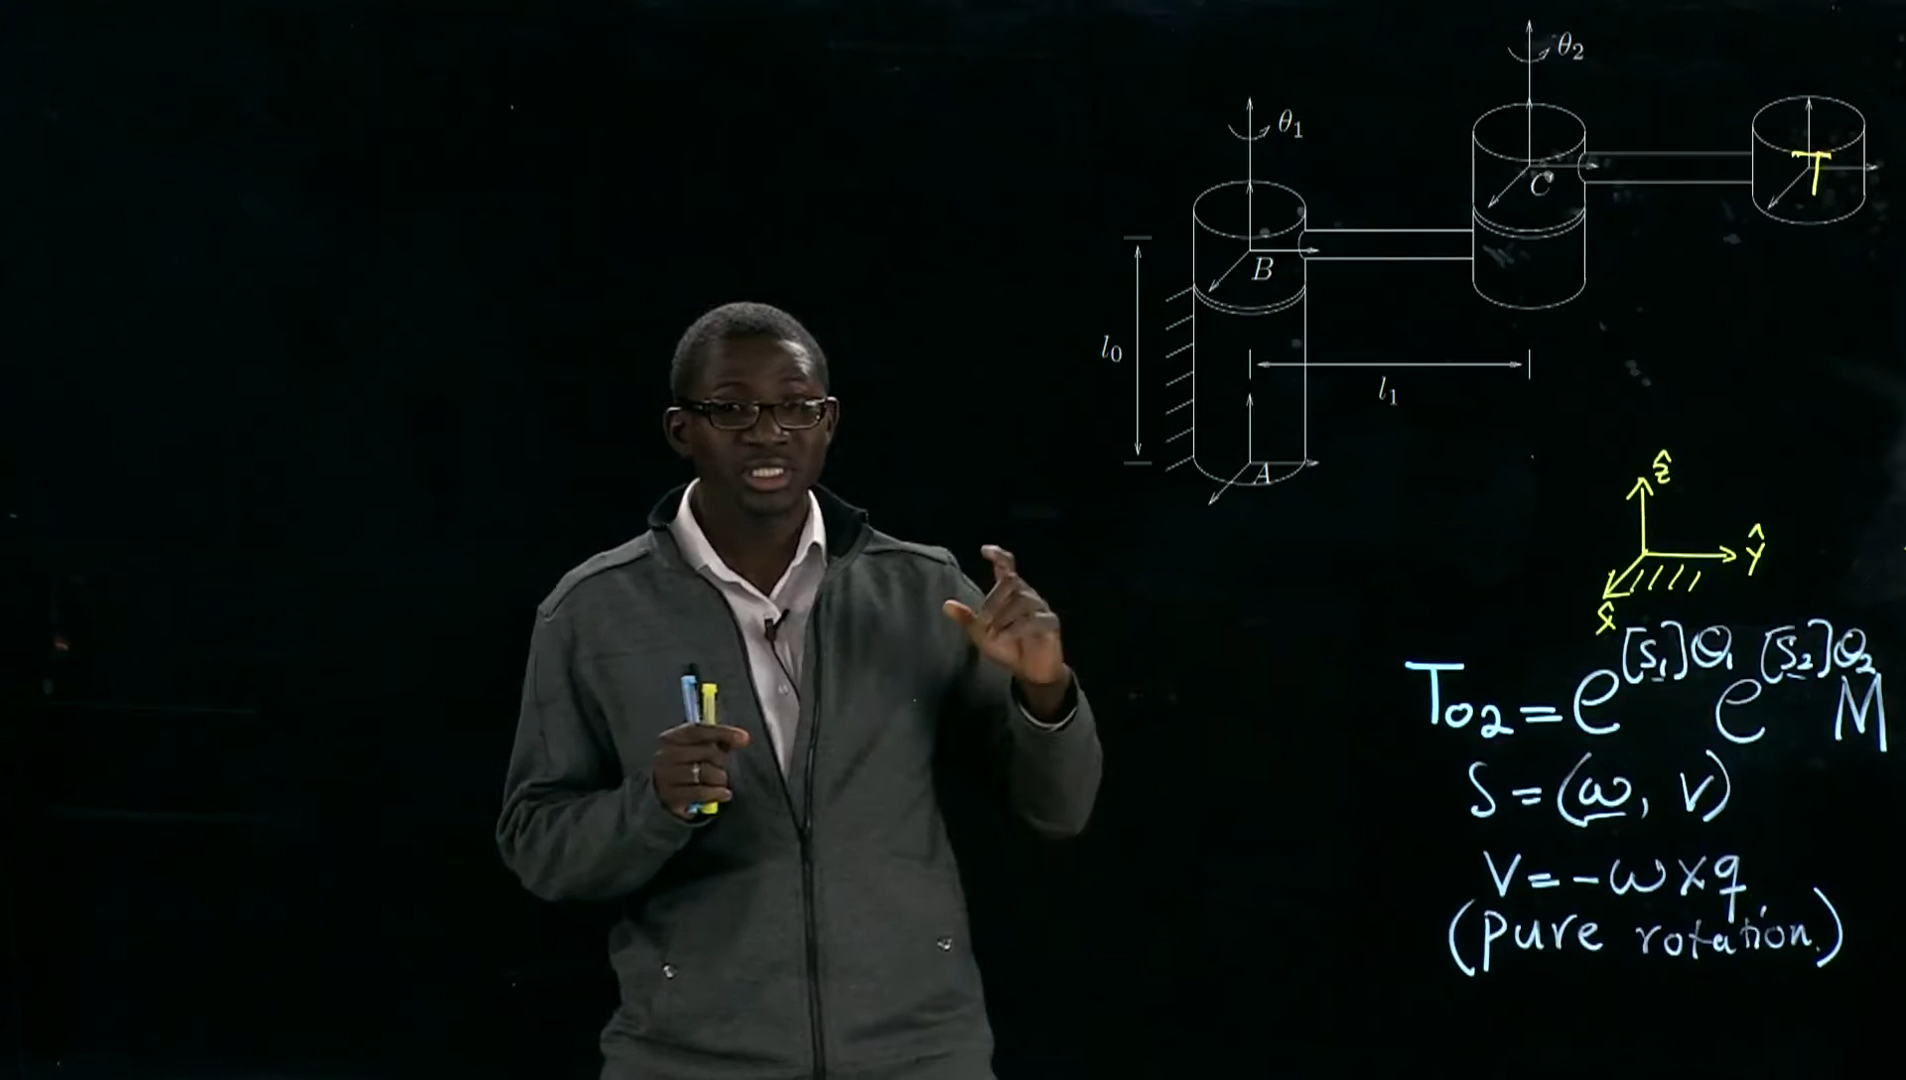 θ₂
θ₁
T
C
B
l₀
l₁
A
ẑ
ŷ
x̂
T₀₂ = e^{[S₁]θ₁} e^{[S₂]θ₂} M
S = (ω, v)
v = -ω × q
(pure rotation)